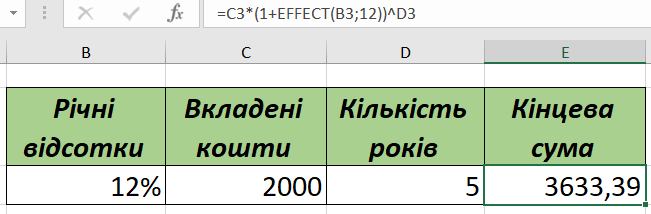 fx =C3*(1+EFFECT(B3;12))^D3
B C D E
Річні відсотки
Вкладені кошти
Кількість років
Кінцева сума
12% 2000 5 3633,39